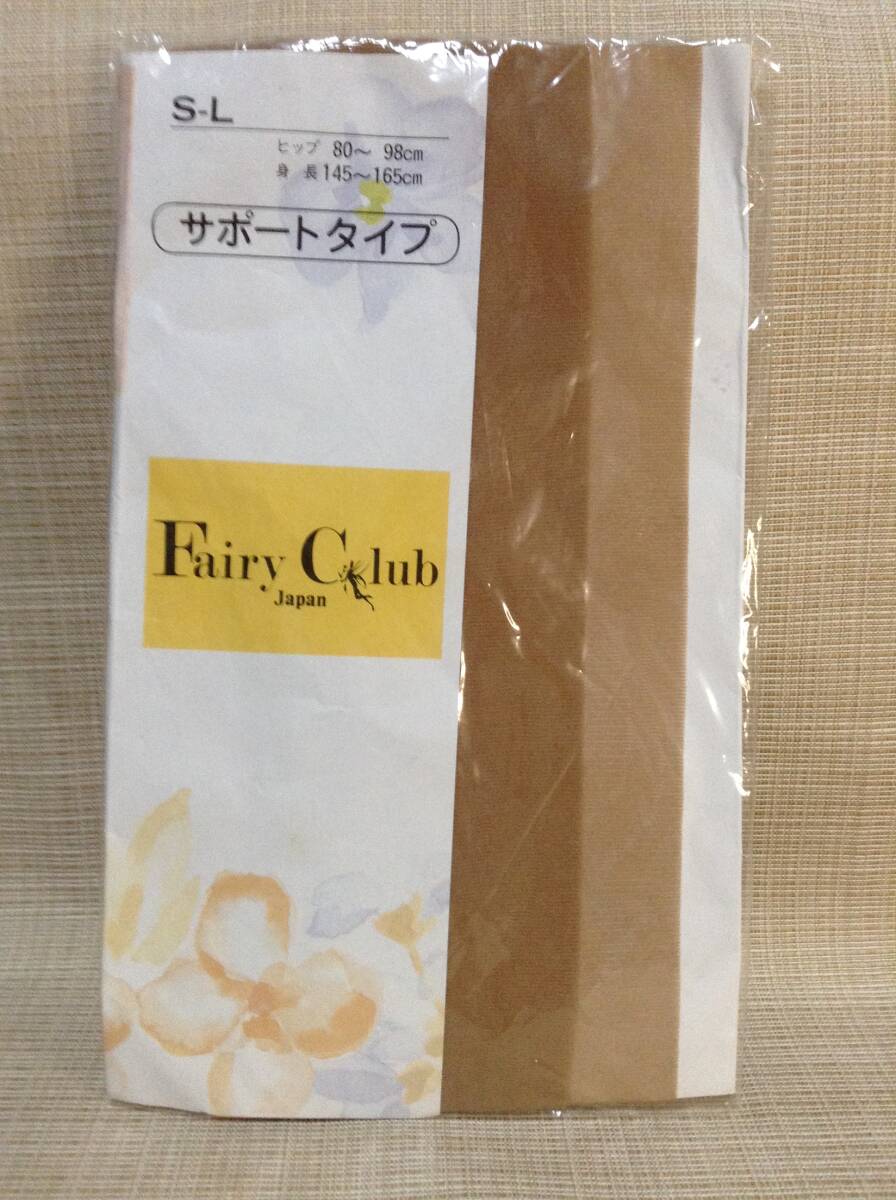 S-L
ヒップ 80～ 98cm
身 長 145～165cm
サポートタイプ
Fairy Club
Japan